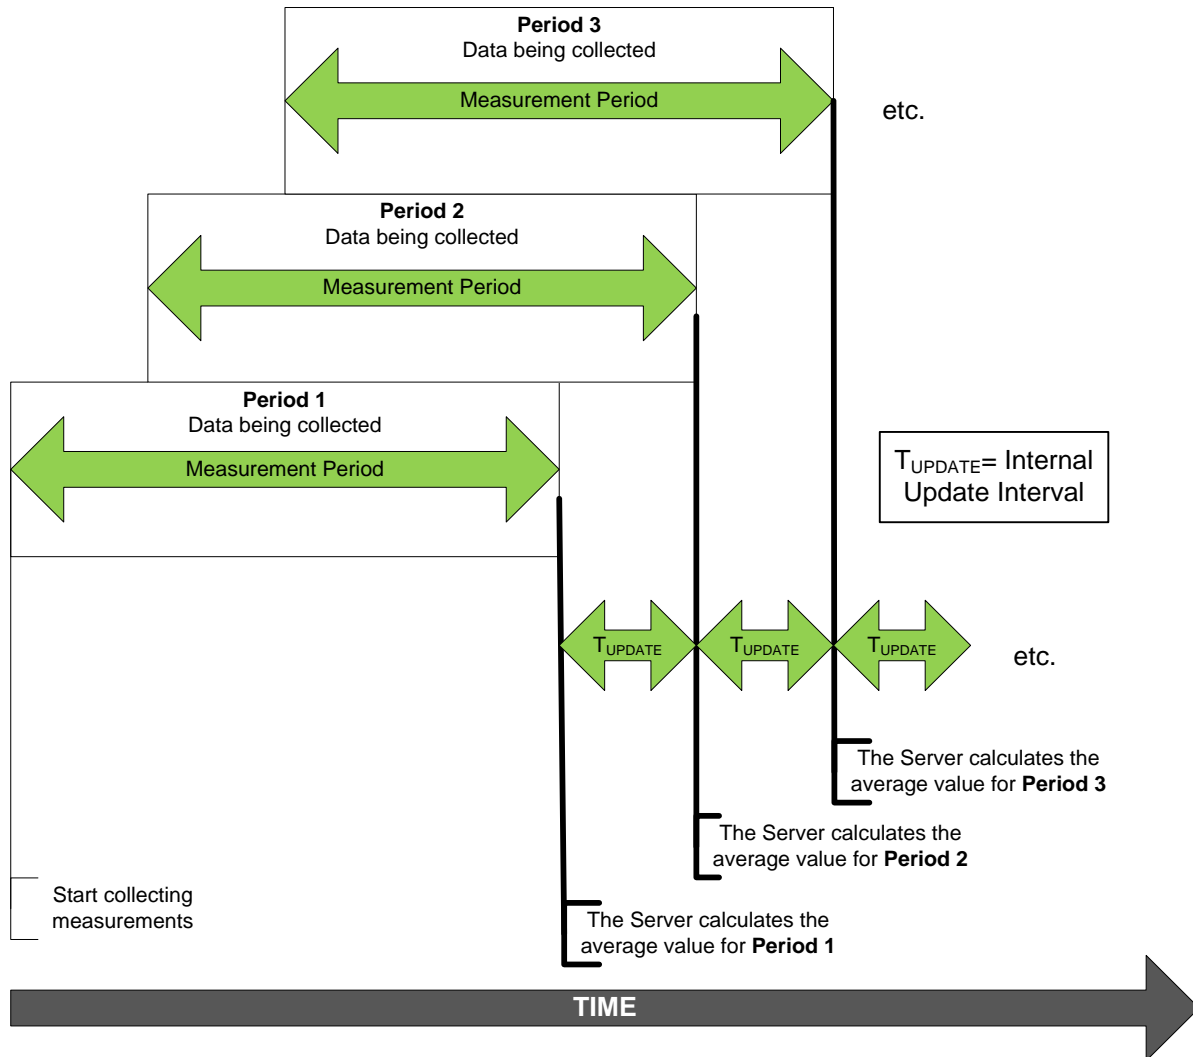 Period 3
Data being collected
Measurement Period
etc.
Period 2
Data being collected
Measurement Period
Period 1
Data being collected
Measurement Period
TUPDATE= Internal
Update Interval
TUPDATE
TUPDATE
TUPDATE
etc.
The Server calculates the
average value for Period 3
The Server calculates the
average value for Period 2
Start collecting
measurements
The Server calculates the
average value for Period 1
TIME